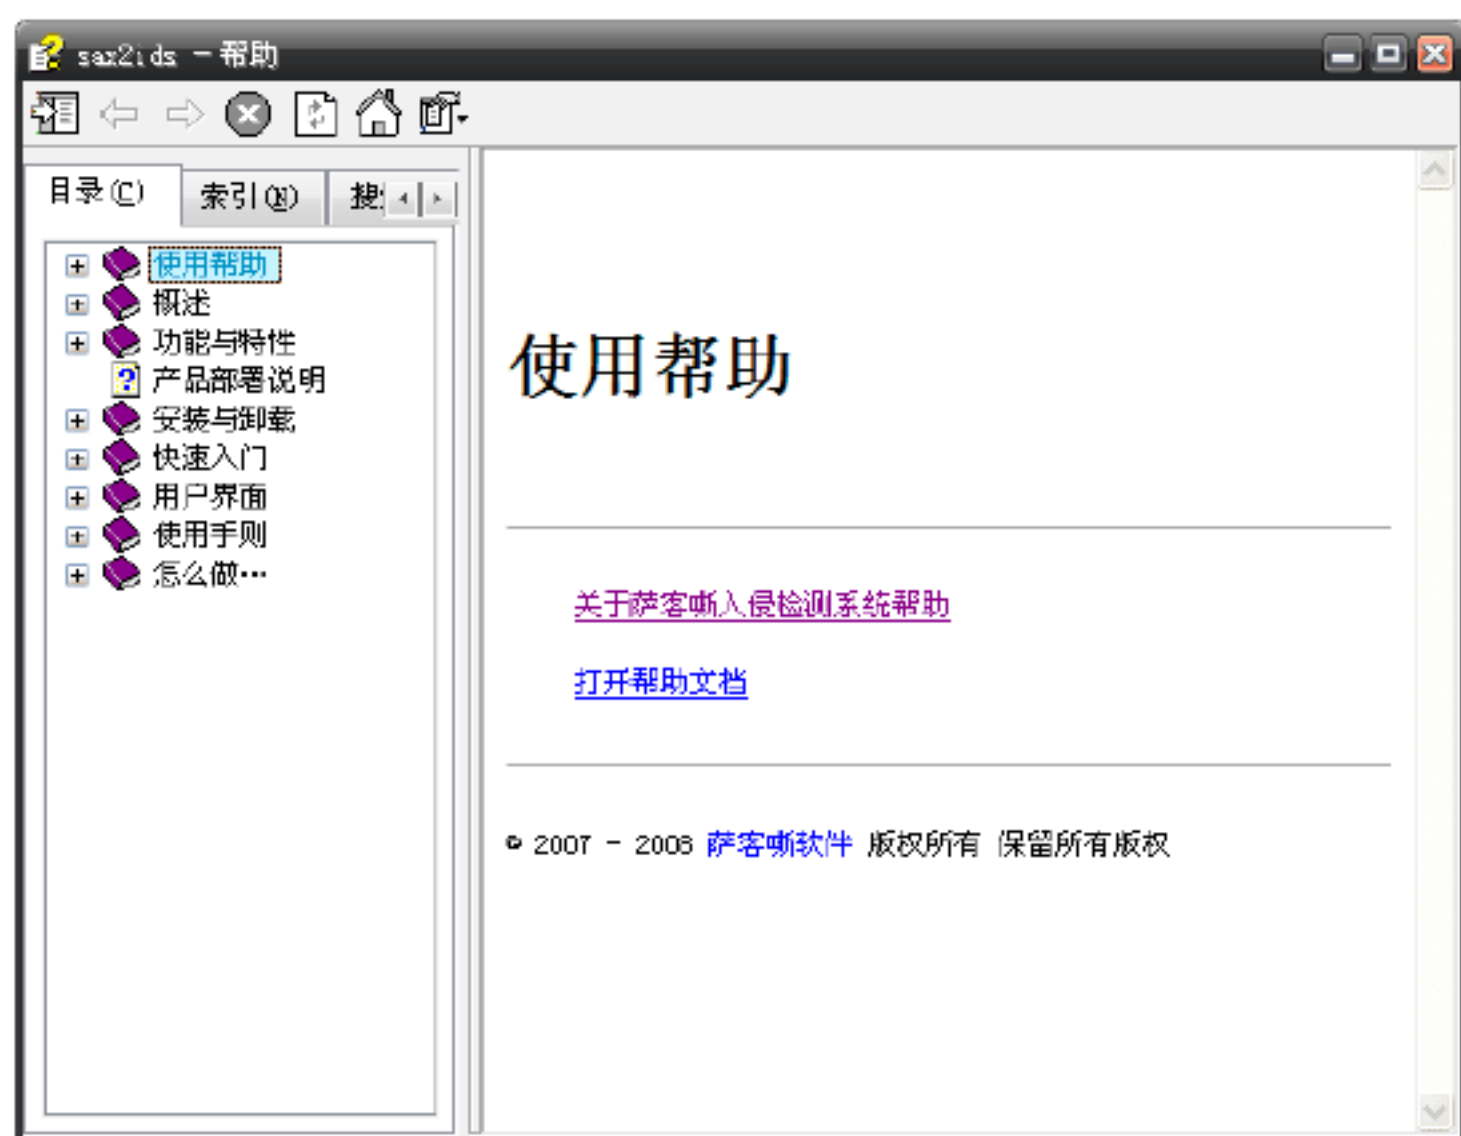 sax2ids - 帮助
目录(C) 索引(N) 搜
使用帮助
概述
功能与特性
产品部署说明
安装与卸载
快速入门
用户界面
使用手则
怎么做…
使用帮助
关于萨客嘶入侵检测系统帮助
打开帮助文档
© 2007 - 2008 萨客嘶软件 版权所有 保留所有版权